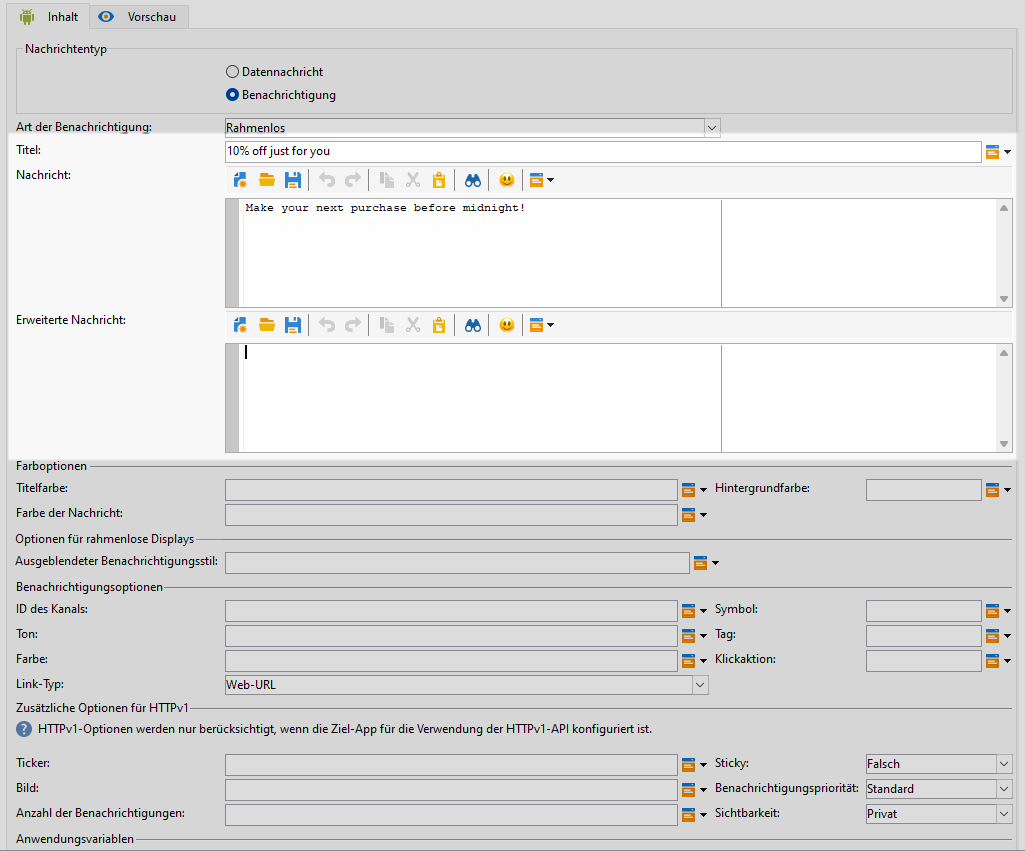 Inhalt Vorschau
Nachrichtentyp
Datennachricht
Benachrichtigung
Art der Benachrichtigung: Rahmenlos
Titel: 10% off just for you
Nachricht:
Make your next purchase before midnight!
Erweiterte Nachricht:
Farboptionen
Titelfarbe: Hintergrundfarbe:
Farbe der Nachricht:
Optionen für rahmenlose Displays
Ausgeblendeter Benachrichtigungsstil:
Benachrichtigungsoptionen
ID des Kanals: Symbol:
Ton: Tag:
Farbe: Klickaktion:
Link-Typ: Web-URL
Zusätzliche Optionen für HTTPv1
HTTPv1-Optionen werden nur berücksichtigt, wenn die Ziel-App für die Verwendung der HTTPv1-API konfiguriert ist.
Ticker: Sticky: Falsch
Bild: Benachrichtigungspriorität: Standard
Anzahl der Benachrichtigungen: Sichtbarkeit: Privat
Anwendungsvariablen